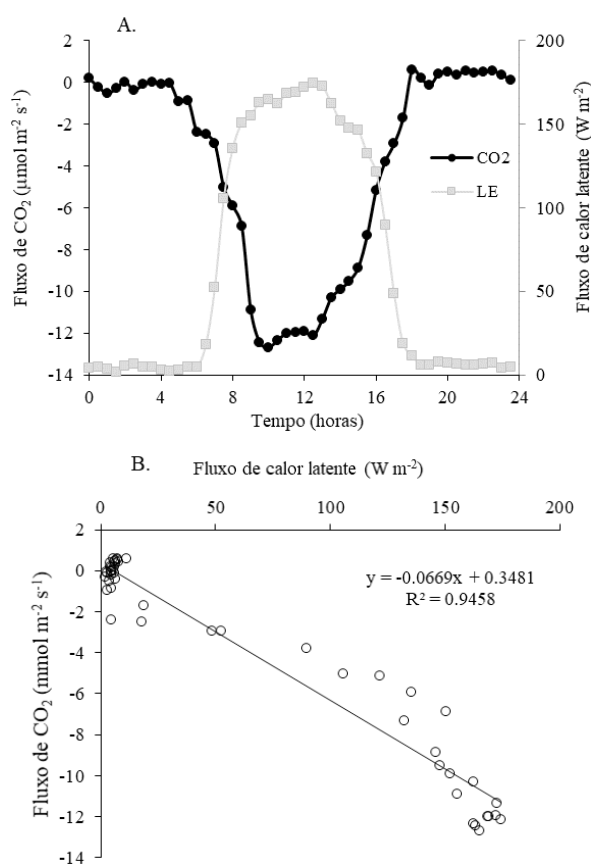 A.
Fluxo de CO2 (µmol m-2 s-1)
2
0
-2
-4
-6
-8
-10
-12
-14
200
150
100
50
0
Fluxo de calor latente (W m-2)
CO2
LE
0 4 8 12 16 20 24
Tempo (horas)
B.
Fluxo de calor latente (W m-2)
0 50 100 150 200
Fluxo de CO2 (mmol m-2 s-1)
2
0
-2
-4
-6
-8
-10
-12
-14
y = -0.0669x + 0.3481
R² = 0.9458